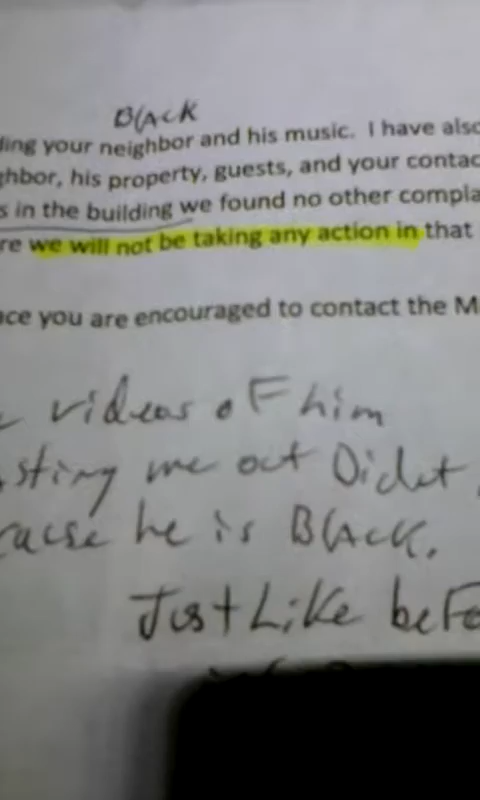 BLACK
ding your neighbor and his music. I have also
ghbor, his property, guests, and your contac
s in the building we found no other compla
re we will not be taking any action in that
nce you are encouraged to contact the M
videos oF him
sting me out Didnt
cause he is BLACK.
Just Like beFo